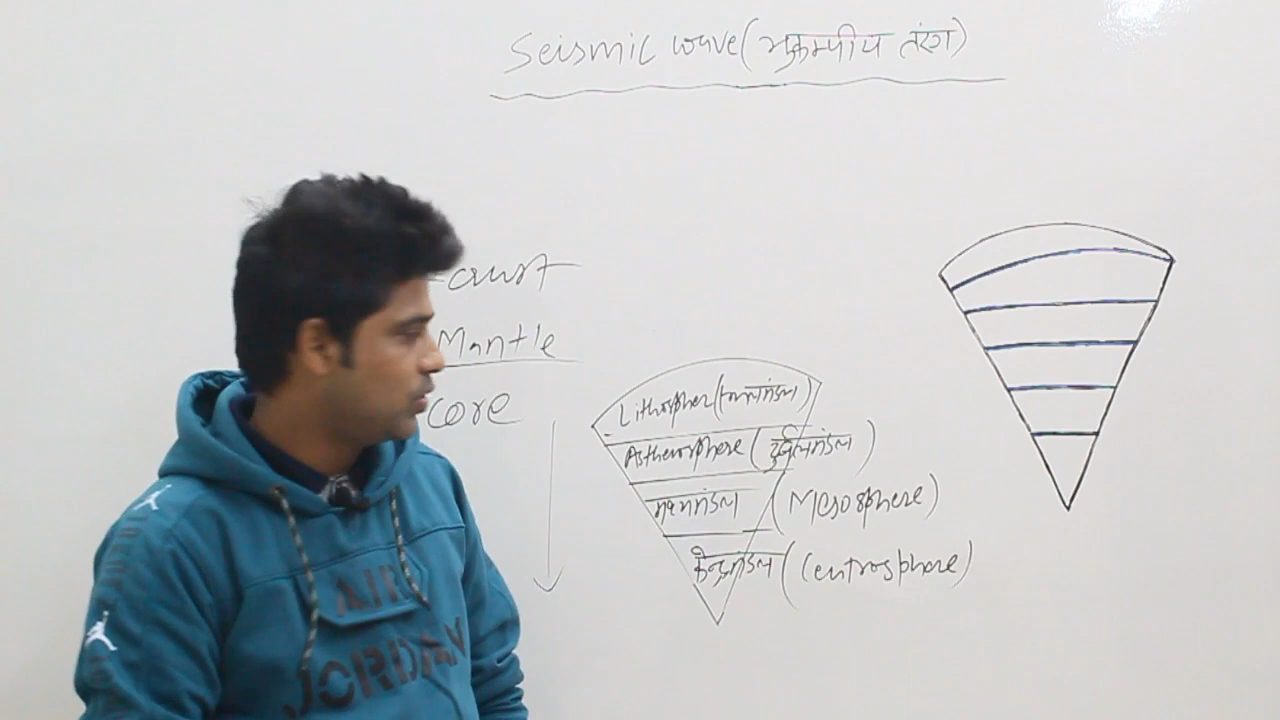 Seismic wave (भूकम्पीय तरंग)
crust
Mantle
core
Lithospher (स्थलमंडल)
Asthenosphere (दुर्बलमंडल)
मध्यमंडल (Mesosphere)
केन्द्रमंडल (Centrosphere)
AIR
JORDAN